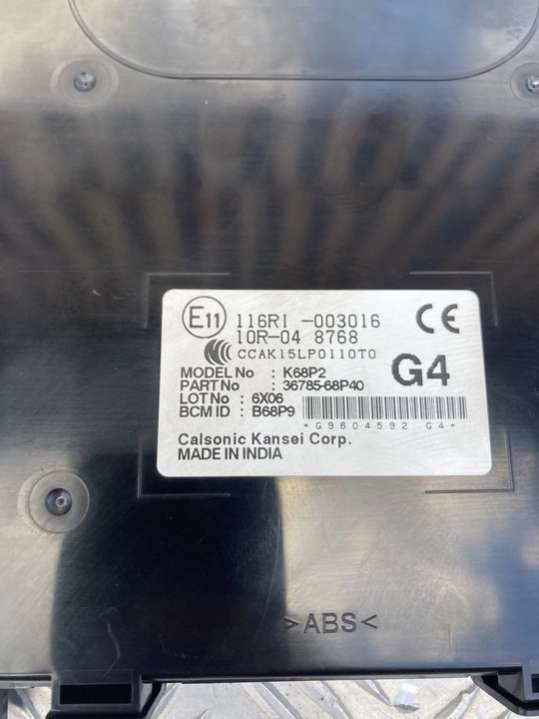 E11 116RI -003016 CE
10R-04 8768
CCAK15LP0110T0
MODEL No : K68P2 G4
PART No : 36785-68P40
LOT No : 6X06
BCM ID : B68P9
*G9604592 G4*
Calsonic Kansei Corp.
MADE IN INDIA
>ABS<